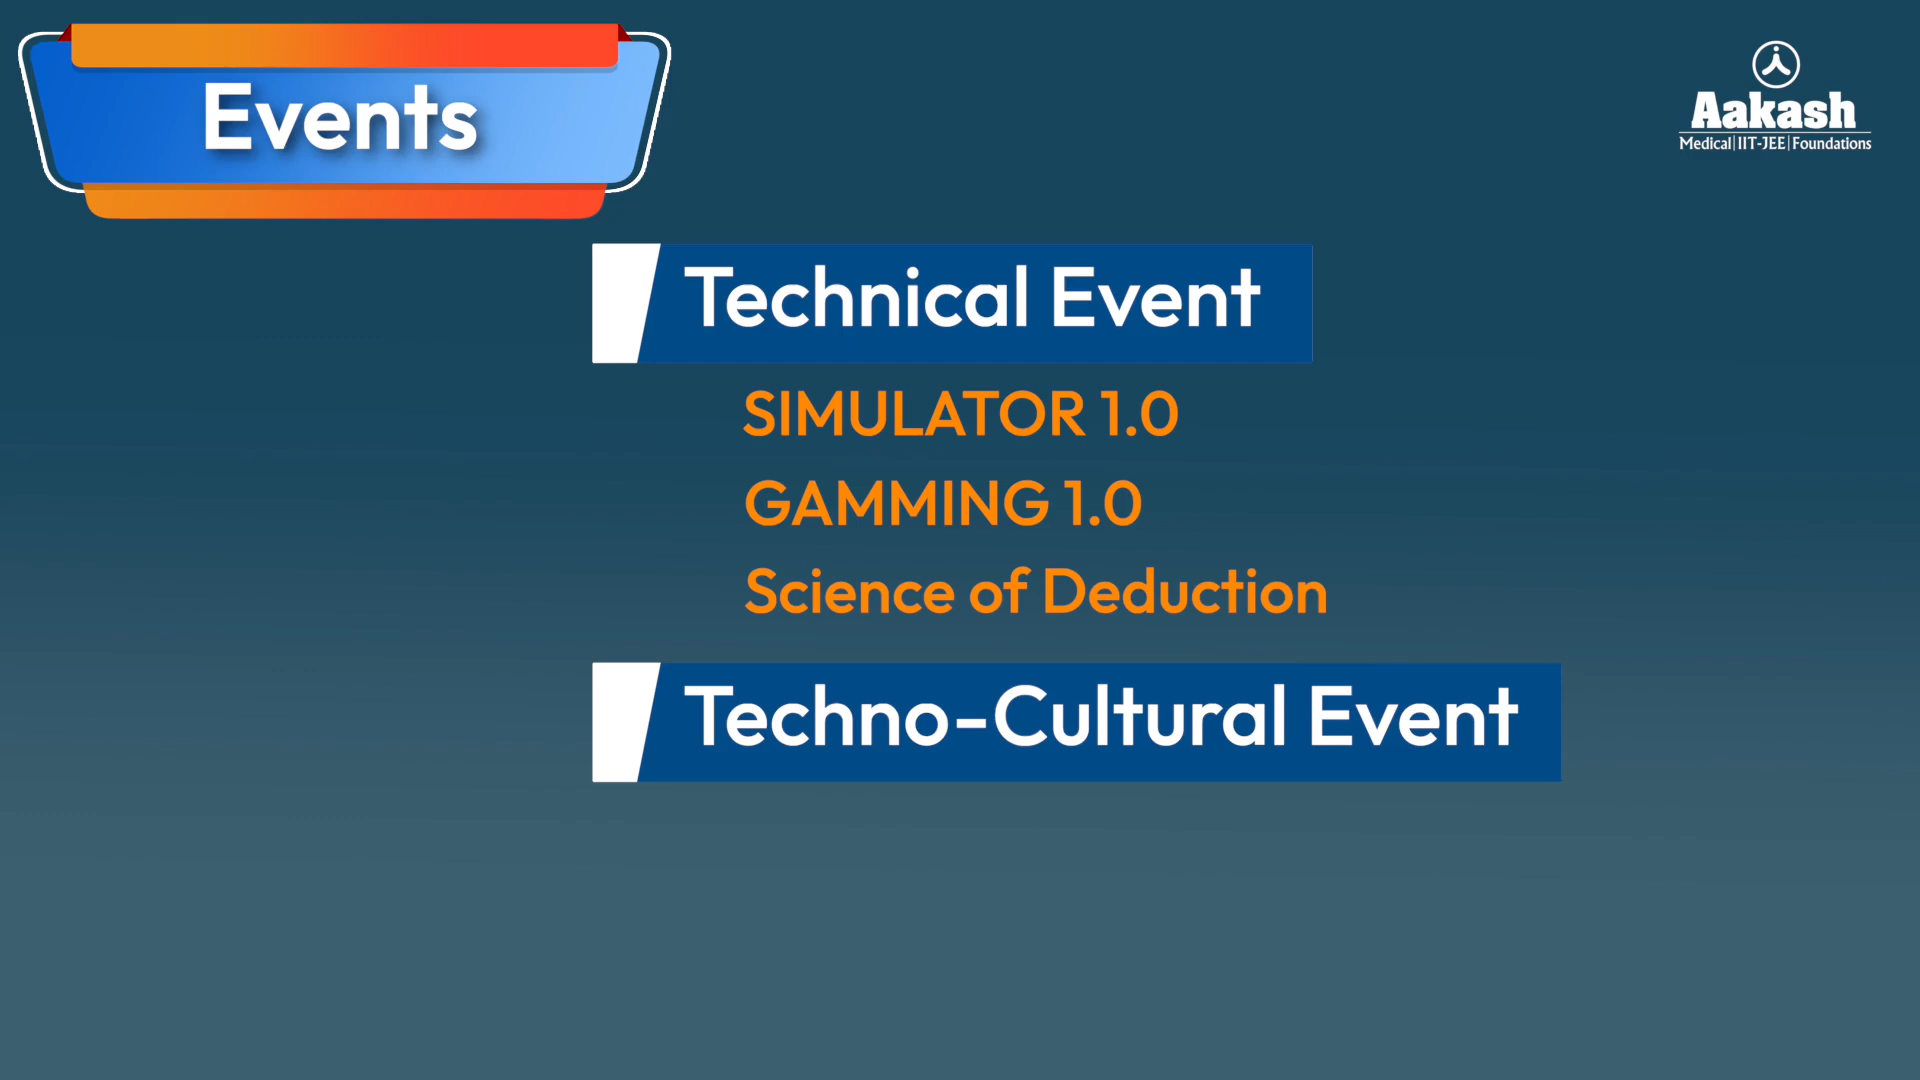 Events
Aakash
Medical|IIT-JEE|Foundations
Technical Event
SIMULATOR 1.0
GAMMING 1.0
Science of Deduction
Techno-Cultural Event